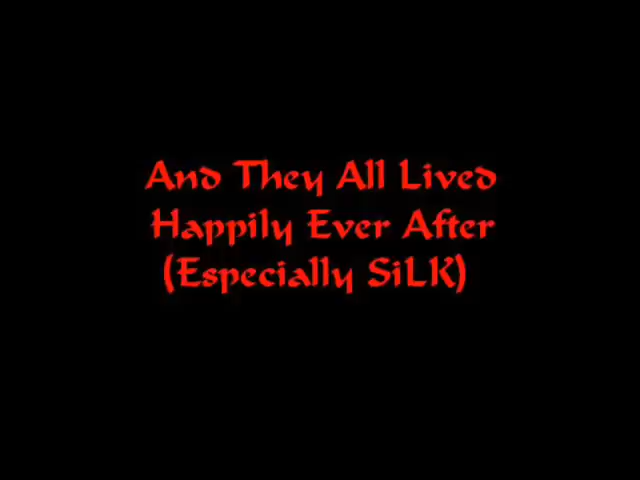 And They All Lived
Happily Ever After
(Especially SiLK)